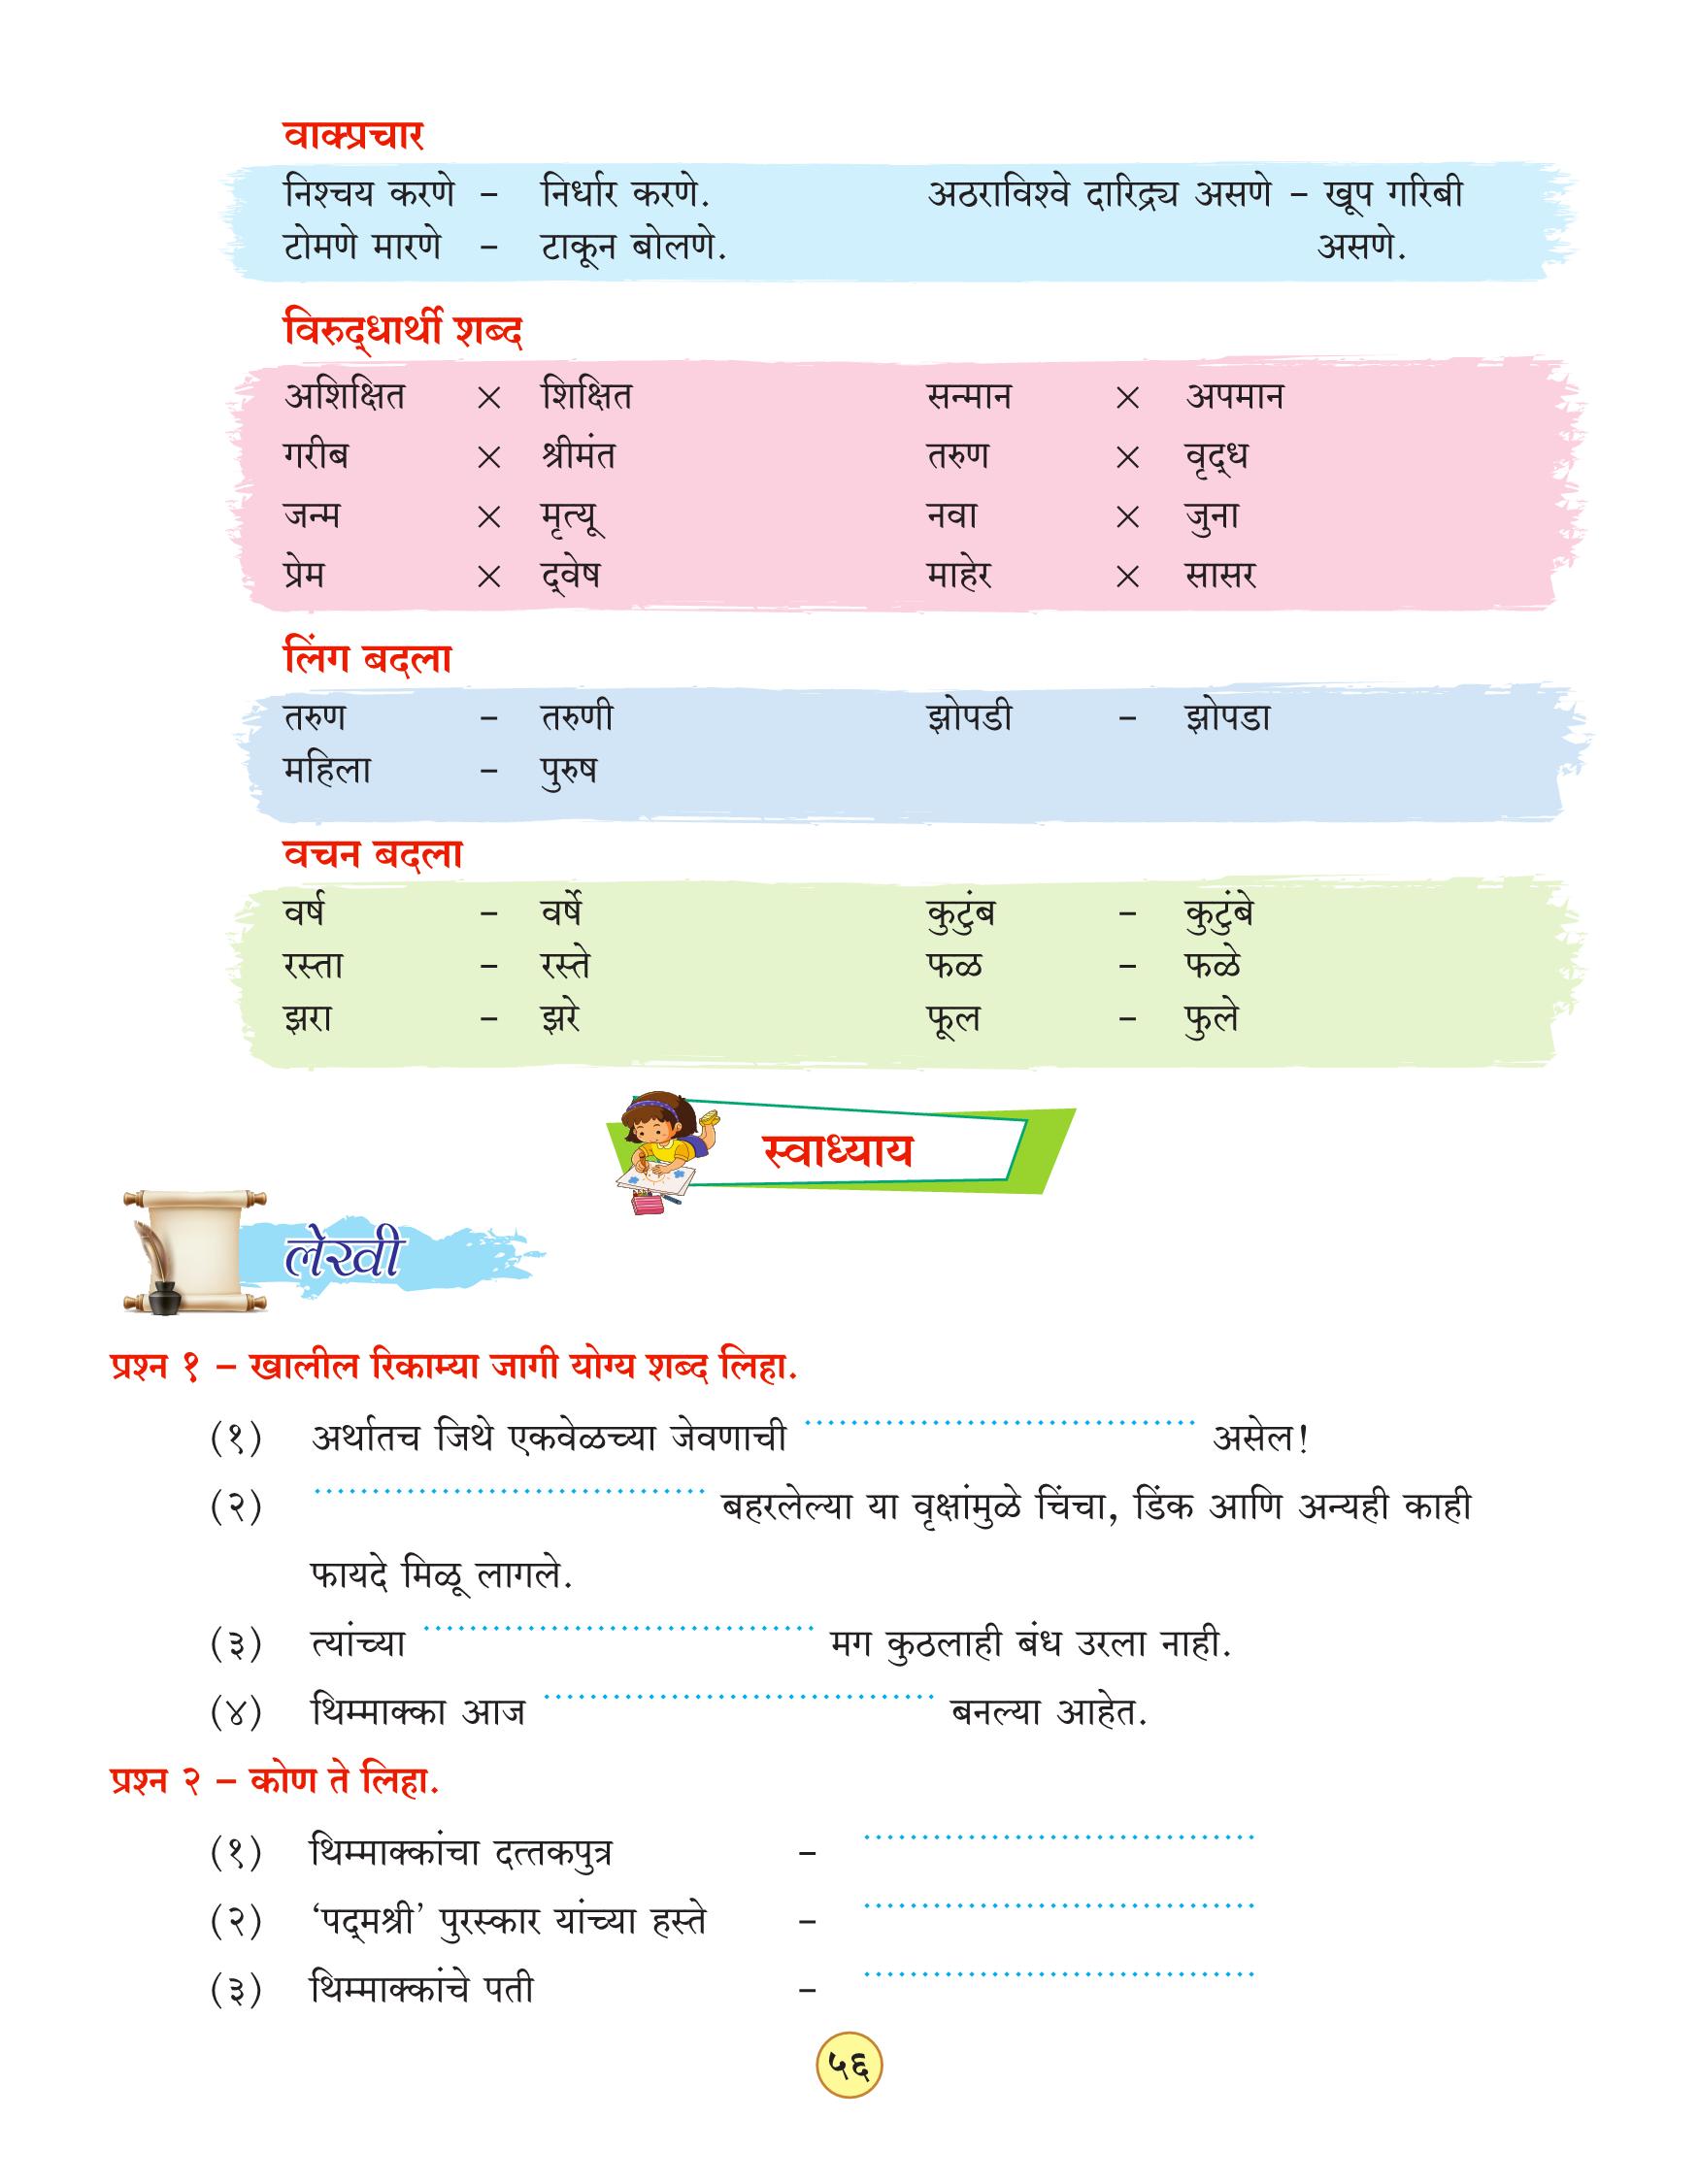 वाक्प्रचार
निश्चय करणे – निर्धार करणे. अठराविश्वे दारिद्र्य असणे – खूप गरिबी
टोमणे मारणे – टाकून बोलणे. असणे.
विरुद्धार्थी शब्द
अशिक्षित × शिक्षित सन्मान × अपमान
गरीब × श्रीमंत तरुण × वृद्ध
जन्म × मृत्यू नवा × जुना
प्रेम × द्वेष माहेर × सासर
लिंग बदला
तरुण – तरुणी झोपडी – झोपडा
महिला – पुरुष
वचन बदला
वर्ष – वर्षे कुटुंब – कुटुंबे
रस्ता – रस्ते फळ – फळे
झरा – झरे फूल – फुले
स्वाध्याय
लेखी
प्रश्न १ – खालील रिकाम्या जागी योग्य शब्द लिहा.
(१) अर्थातच जिथे एकवेळच्या जेवणाची ................................. असेल!
(२) ................................. बहरलेल्या या वृक्षांमुळे चिंचा, डिंक आणि अन्यही काही
फायदे मिळू लागले.
(३) त्यांच्या ................................. मग कुठलाही बंध उरला नाही.
(४) थिम्माक्का आज ................................. बनल्या आहेत.
प्रश्न २ – कोण ते लिहा.
(१) थिम्माक्कांचा दत्तकपुत्र – .................................
(२) ‘पद्मश्री’ पुरस्कार यांच्या हस्ते – .................................
(३) थिम्माक्कांचे पती – .................................
५६